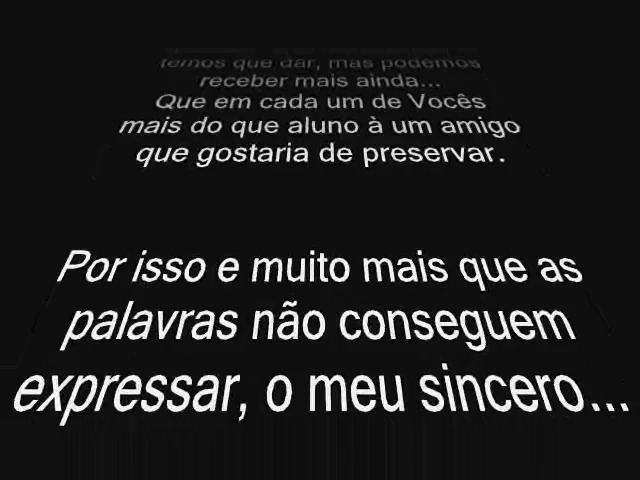 temos que dar, mas podemos
receber mais ainda...
Que em cada um de Vocês
mais do que aluno à um amigo
que gostaria de preservar.
Por isso e muito mais que as
palavras não conseguem
expressar, o meu sincero...